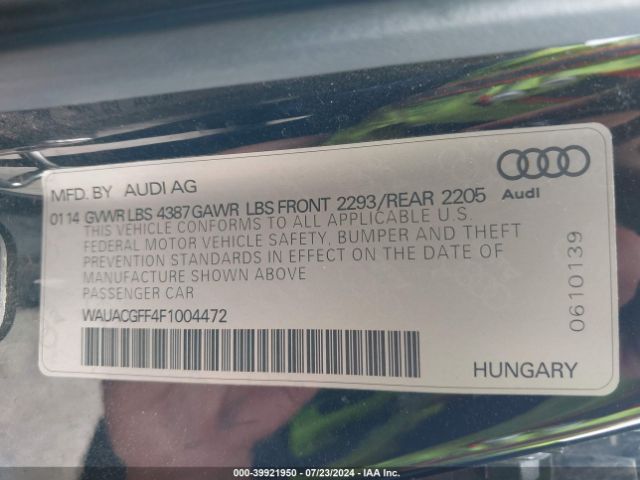 MFD. BY AUDI AG
Audi
0114 GVWR LBS 4387 GAWR LBS FRONT 2293/REAR 2205
THIS VEHICLE CONFORMS TO ALL APPLICABLE U.S.
FEDERAL MOTOR VEHICLE SAFETY, BUMPER AND THEFT
PREVENTION STANDARDS IN EFFECT ON THE DATE OF
MANUFACTURE SHOWN ABOVE
PASSENGER CAR
WAUACGFF4F1004472
0610139
HUNGARY
000-39921950 - 07/23/2024 - IAA Inc.